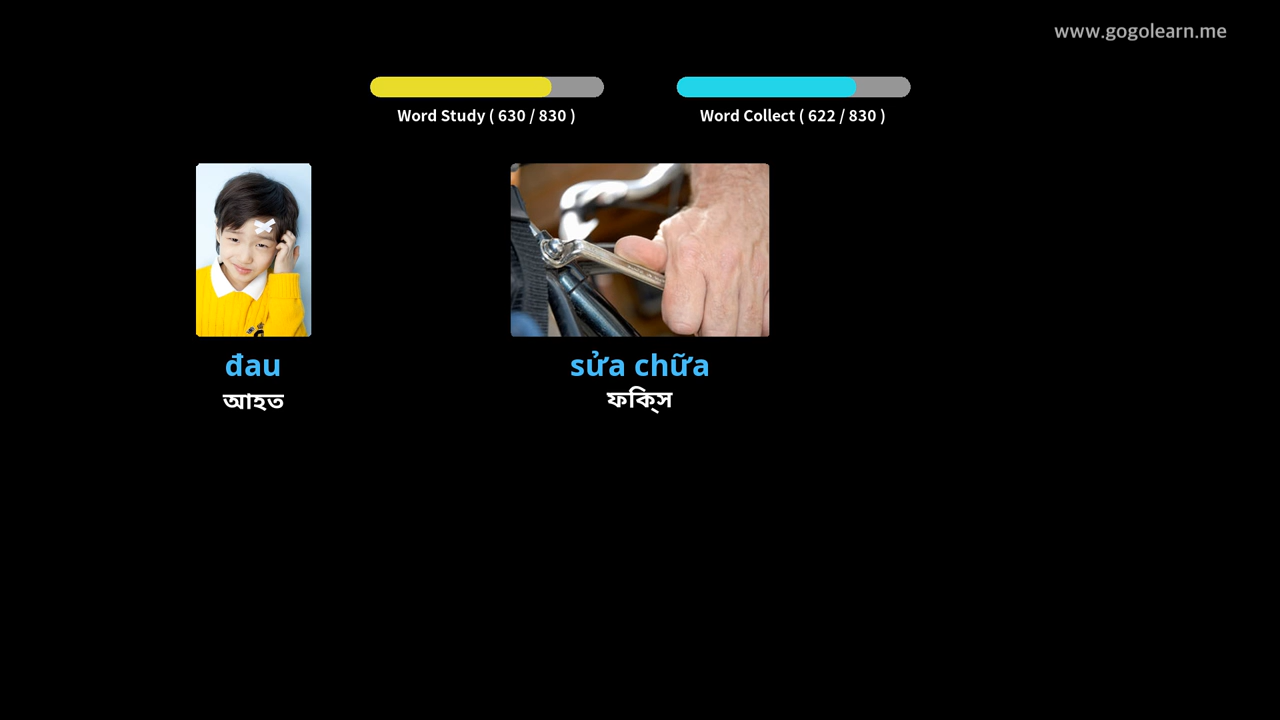 www.gogolearn.me
Word Study ( 630 / 830 )
Word Collect ( 622 / 830 )
đau
আহত
sửa chữa
ফিক্স